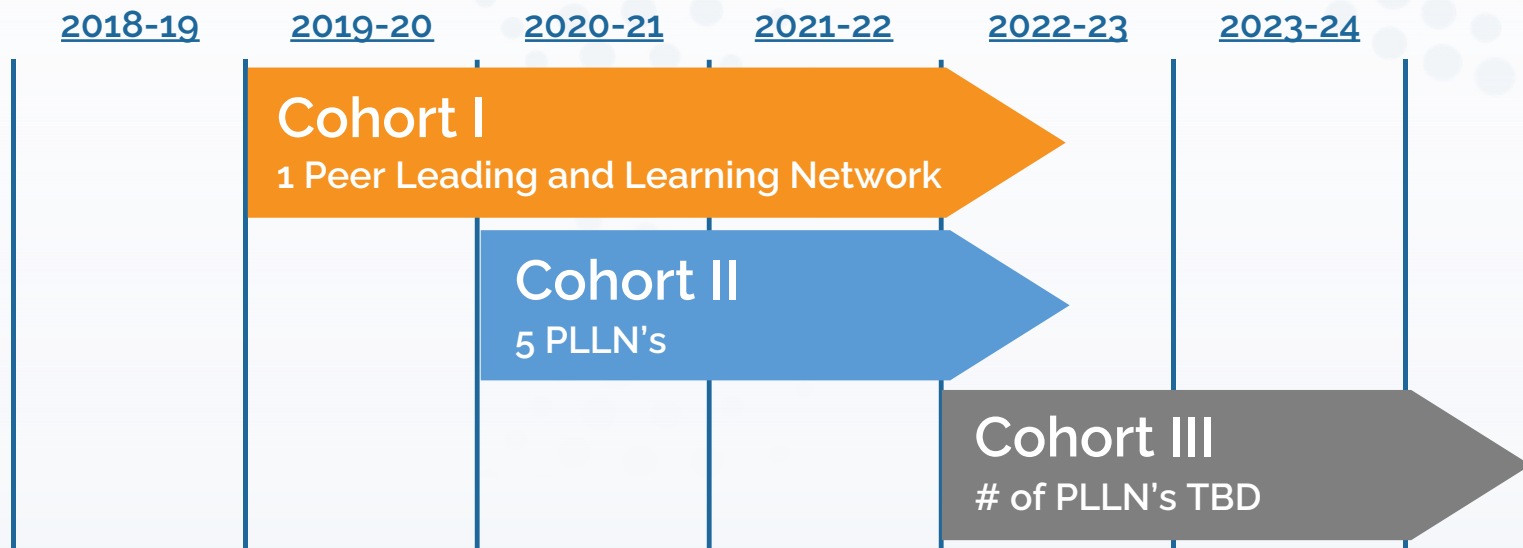 2018-19 2019-20 2020-21 2021-22 2022-23 2023-24
Cohort I
1 Peer Leading and Learning Network
Cohort II
5 PLLN’s
Cohort III
# of PLLN’s TBD